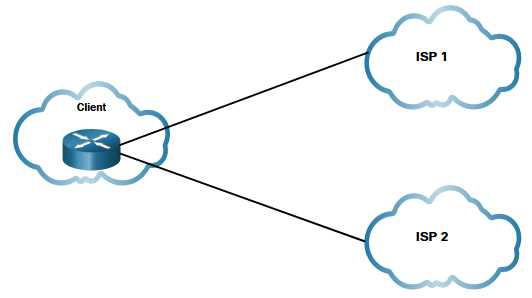 ISP 1
Client
ISP 2